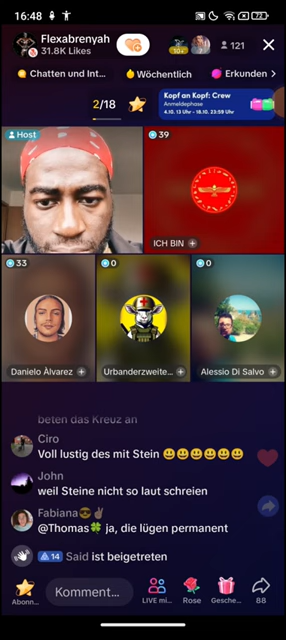 16:48
72
Flexabrenyah
31.8K Likes
10+
121
Chatten und Int...
Wöchentlich
Erkunden
2/18
Kopf an Kopf: Crew
Anmeldephase
4.10. 13 Uhr - 18.10. 23:59 Uhr
Host
39
ICH BIN
33
0
0
Danielo Àlvarez
Urbanderzweite...
Alessio Di Salvo
beten das Kreuz an
Ciro
Voll lustig des mit Stein 😃😃😃😃😃😃
John
weil Steine nicht so laut schreien
Fabiana😎✌🏽
@Thomas🍀 ja, die lügen permanent
14 Said ist beigetreten
Komment...
Abonn...
LIVE mi...
Rose
Gesche...
88